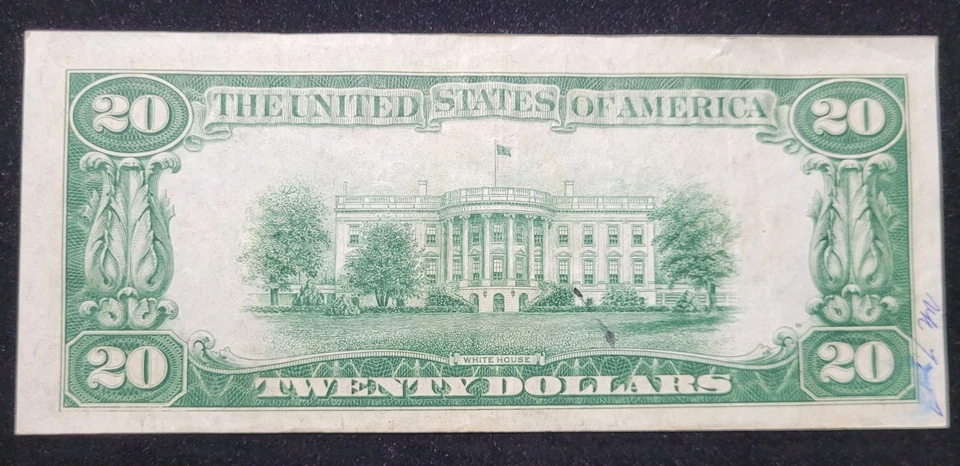 20 THE UNITED STATES OF AMERICA 20
20 WHITE HOUSE 20
TWENTY DOLLARS